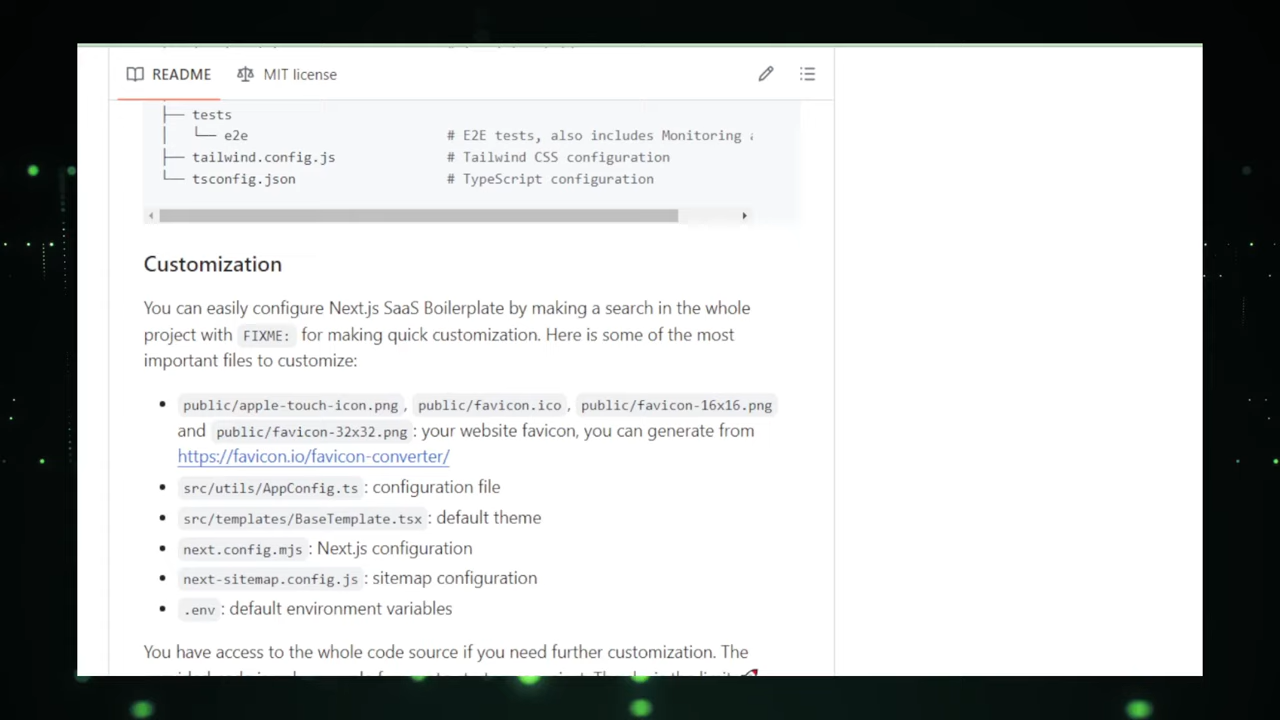 README MIT license
├── tests
│ └── e2e # E2E tests, also includes Monitoring
├── tailwind.config.js # Tailwind CSS configuration
└── tsconfig.json # TypeScript configuration
Customization
You can easily configure Next.js SaaS Boilerplate by making a search in the whole
project with FIXME: for making quick customization. Here is some of the most
important files to customize:
• public/apple-touch-icon.png, public/favicon.ico, public/favicon-16x16.png
and public/favicon-32x32.png: your website favicon, you can generate from
https://favicon.io/favicon-converter/
• src/utils/AppConfig.ts: configuration file
• src/templates/BaseTemplate.tsx: default theme
• next.config.mjs: Next.js configuration
• next-sitemap.config.js: sitemap configuration
• .env: default environment variables
You have access to the whole code source if you need further customization. The